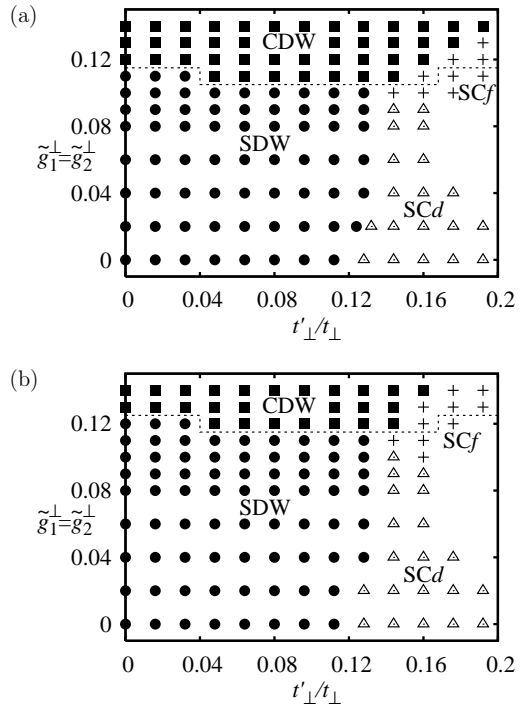 (a)
CDW
0.12
SCf
0.08
g̃₁^⊥=g̃₂^⊥
SDW
0.04
SCd
0
0 0.04 0.08 0.12 0.16 0.2
t'⊥/t⊥
(b)
CDW
0.12
SCf
0.08
g̃₁^⊥=g̃₂^⊥
SDW
0.04
SCd
0
0 0.04 0.08 0.12 0.16 0.2
t'⊥/t⊥